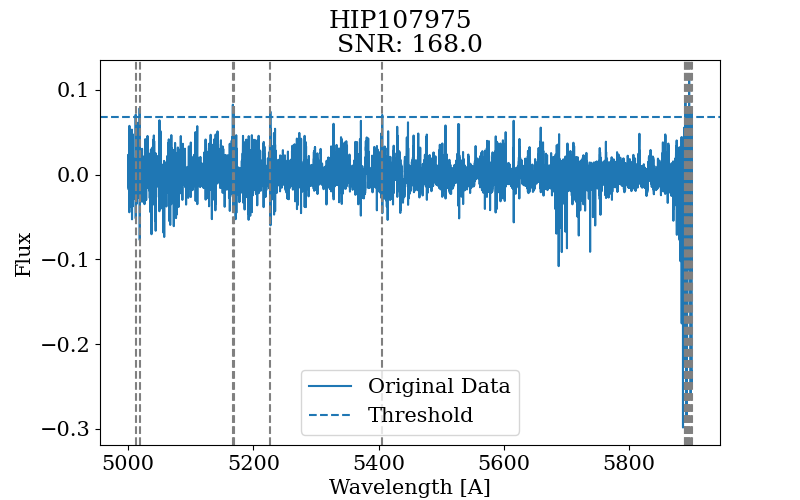 HIP107975
SNR: 168.0
0.1
0.0
−0.1
−0.2
−0.3
Flux
Original Data
Threshold
5000 5200 5400 5600 5800
Wavelength [A]